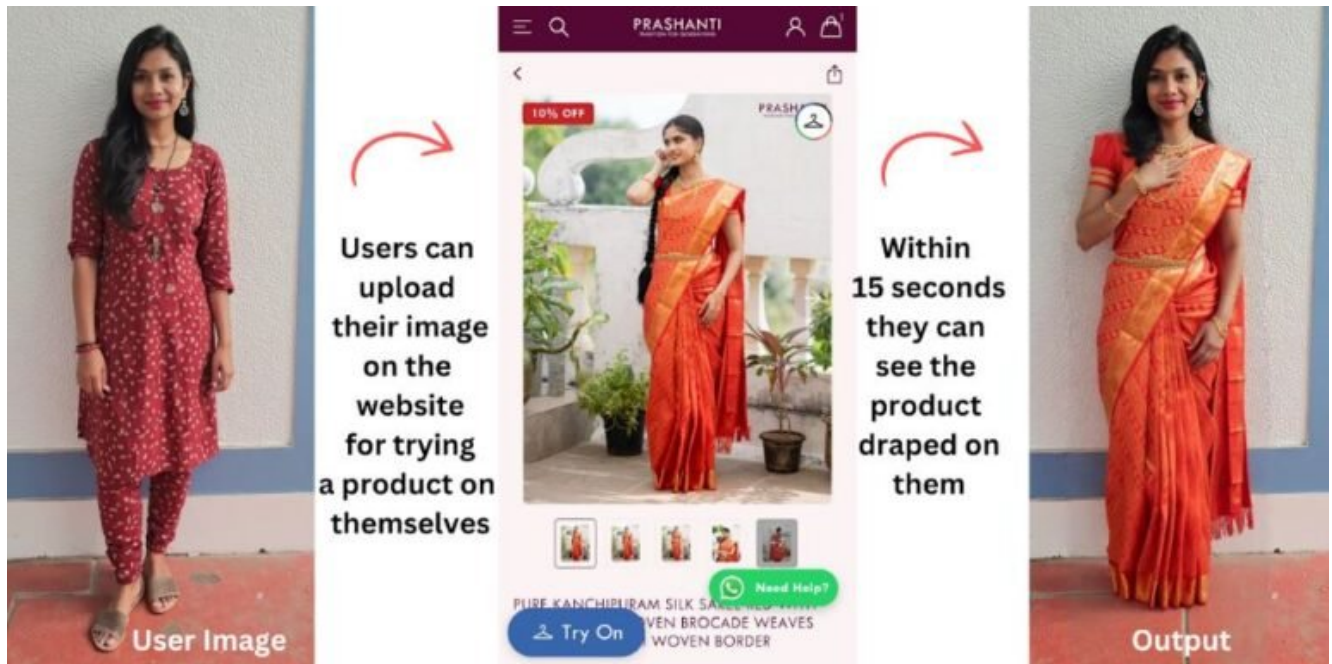 Users can
upload
their image
on the
website
for trying
a product on
themselves
User Image
PRASHANTI
10% OFF
PRASH
Need Help?
PURE KANCHIPURAM SILK SAREE RED WITH
VEN BROCADE WEAVES
WOVEN BORDER
Try On
Within
15 seconds
they can
see the
product
draped on
them
Output